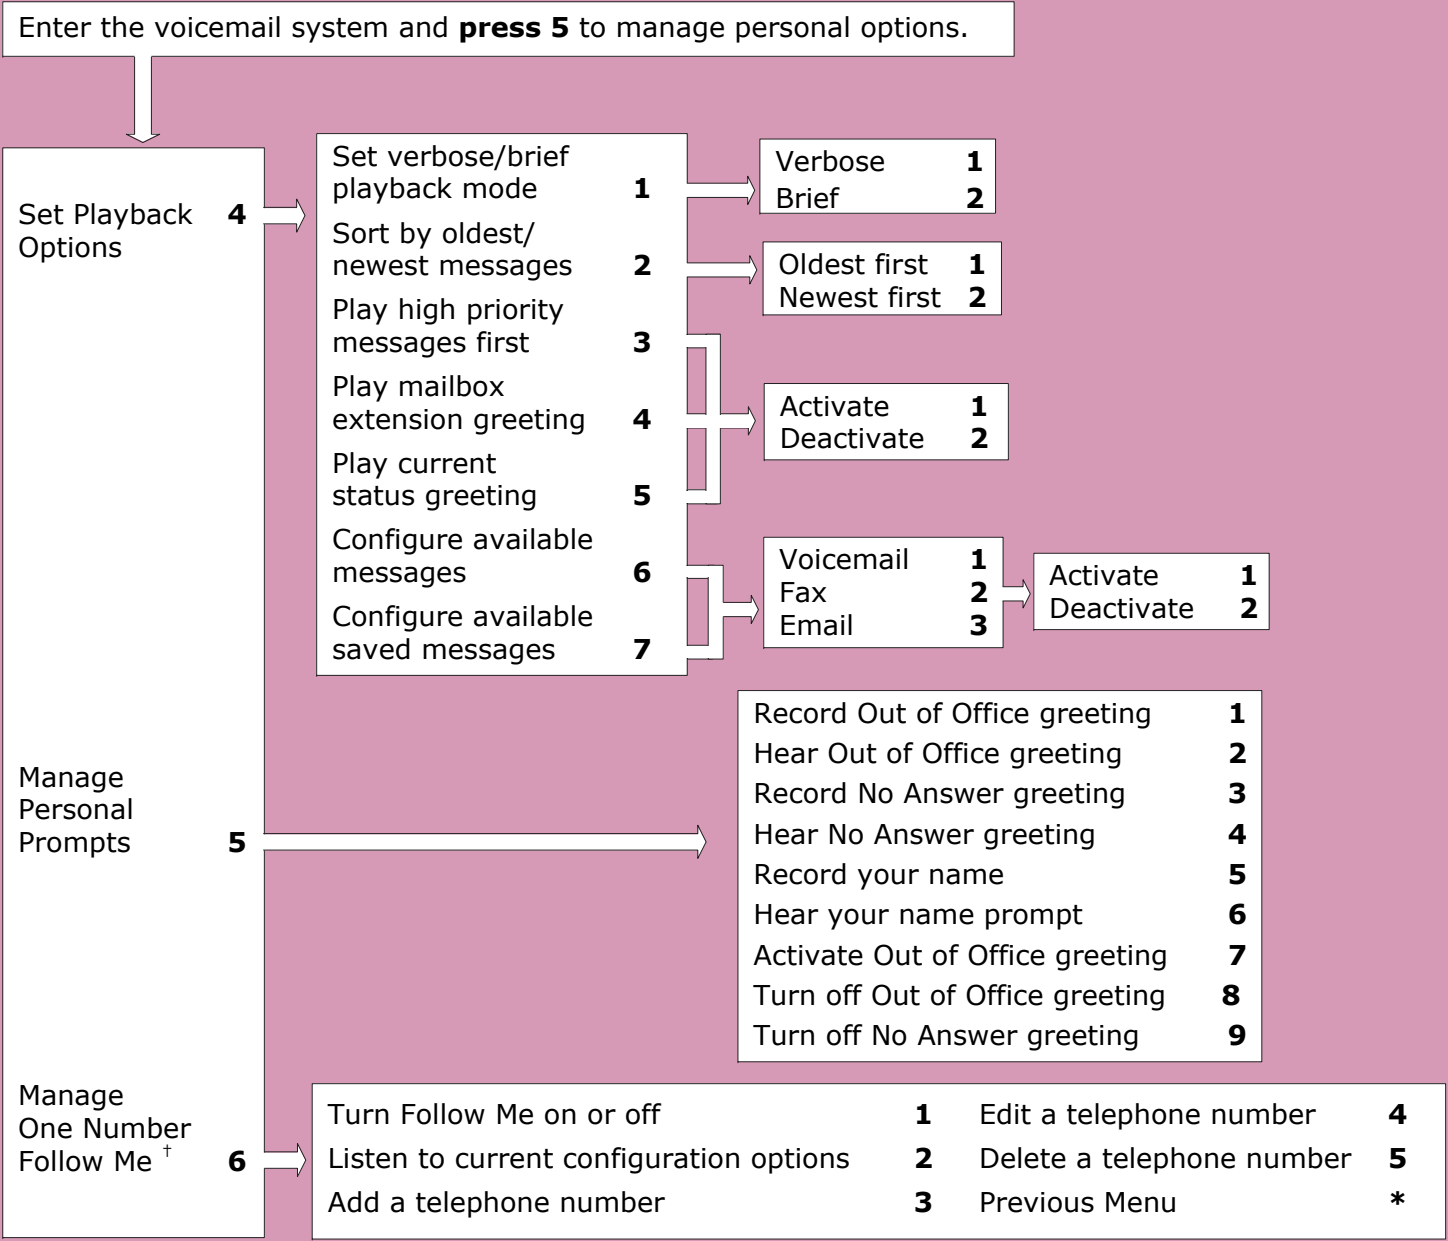 Enter the voicemail system and press 5 to manage personal options.
Set Playback 4
Options
Set verbose/brief
playback mode 1
Sort by oldest/
newest messages 2
Play high priority
messages first 3
Play mailbox
extension greeting 4
Play current
status greeting 5
Configure available
messages 6
Configure available
saved messages 7
Verbose 1
Brief 2
Oldest first 1
Newest first 2
Activate 1
Deactivate 2
Voicemail 1
Fax 2
Email 3
Activate 1
Deactivate 2
Manage
Personal
Prompts 5
Record Out of Office greeting 1
Hear Out of Office greeting 2
Record No Answer greeting 3
Hear No Answer greeting 4
Record your name 5
Hear your name prompt 6
Activate Out of Office greeting 7
Turn off Out of Office greeting 8
Turn off No Answer greeting 9
Manage
One Number
Follow Me † 6
Turn Follow Me on or off 1
Listen to current configuration options 2
Add a telephone number 3
Edit a telephone number 4
Delete a telephone number 5
Previous Menu *